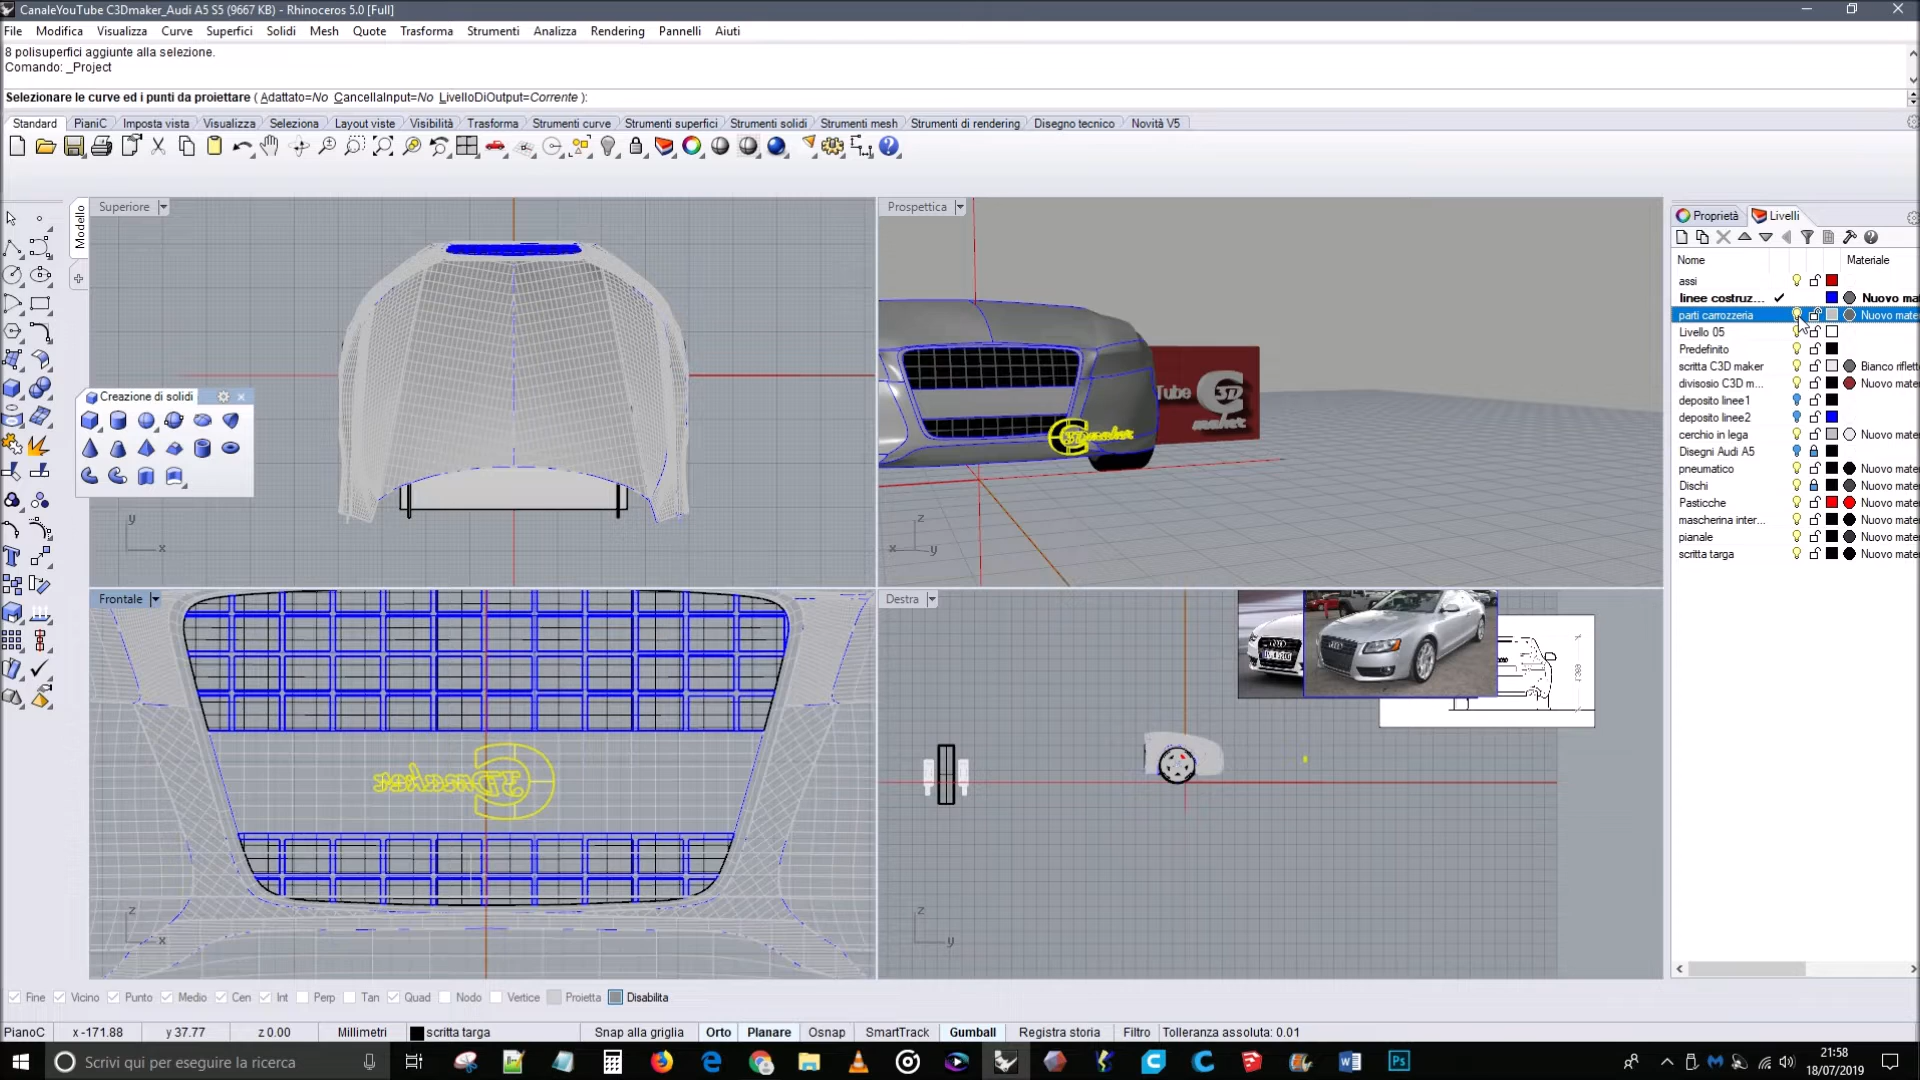 CanaleYouTube C3Dmaker_Audi A5 S5 (9667 KB) - Rhinoceros 5.0 [Full]
File Modifica Visualizza Curve Superfici Solidi Mesh Quote Trasforma Strumenti Analizza Rendering Pannelli Aiuti
8 polisuperfici aggiunte alla selezione.
Comando: _Project
Selezionare le curve ed i punti da proiettare ( Adattato=No CancellaInput=No LivelloDiOutput=Corrente ):
Standard PianiC Imposta vista Visualizza Seleziona Layout viste Visibilità Trasforma Strumenti curve Strumenti superfici Strumenti solidi Strumenti mesh Strumenti di rendering Disegno tecnico Novità V5
Modello
Superiore
y
x
Creazione di solidi
Prospettica
Tube C3D
maker
C3Dmaker
z
x y
Frontale
C3Dmaker
z
x
Destra
z
y
Proprietà Livelli
Nome Materiale
assi
linee costruz... Nuovo ma
parti carrozzeria Nuovo mate
Livello 05
Predefinito
scritta C3D maker Bianco riflett
divisosio C3D m... Nuovo mate
deposito linee1
deposito linee2
cerchio in lega Nuovo mate
Disegni Audi A5
pneumatico Nuovo mate
Dischi Nuovo mate
Pasticche Nuovo mate
mascherina inter... Nuovo mate
pianale Nuovo mate
scritta targa Nuovo mate
Fine Vicino Punto Medio Cen Int Perp Tan Quad Nodo Vertice Proietta Disabilita
PianoC x -171.88 y 37.77 z 0.00 Millimetri scritta targa Snap alla griglia Orto Planare Osnap SmartTrack Gumball Registra storia Filtro Tolleranza assoluta: 0.01
Scrivi qui per eseguire la ricerca
21:58
18/07/2019